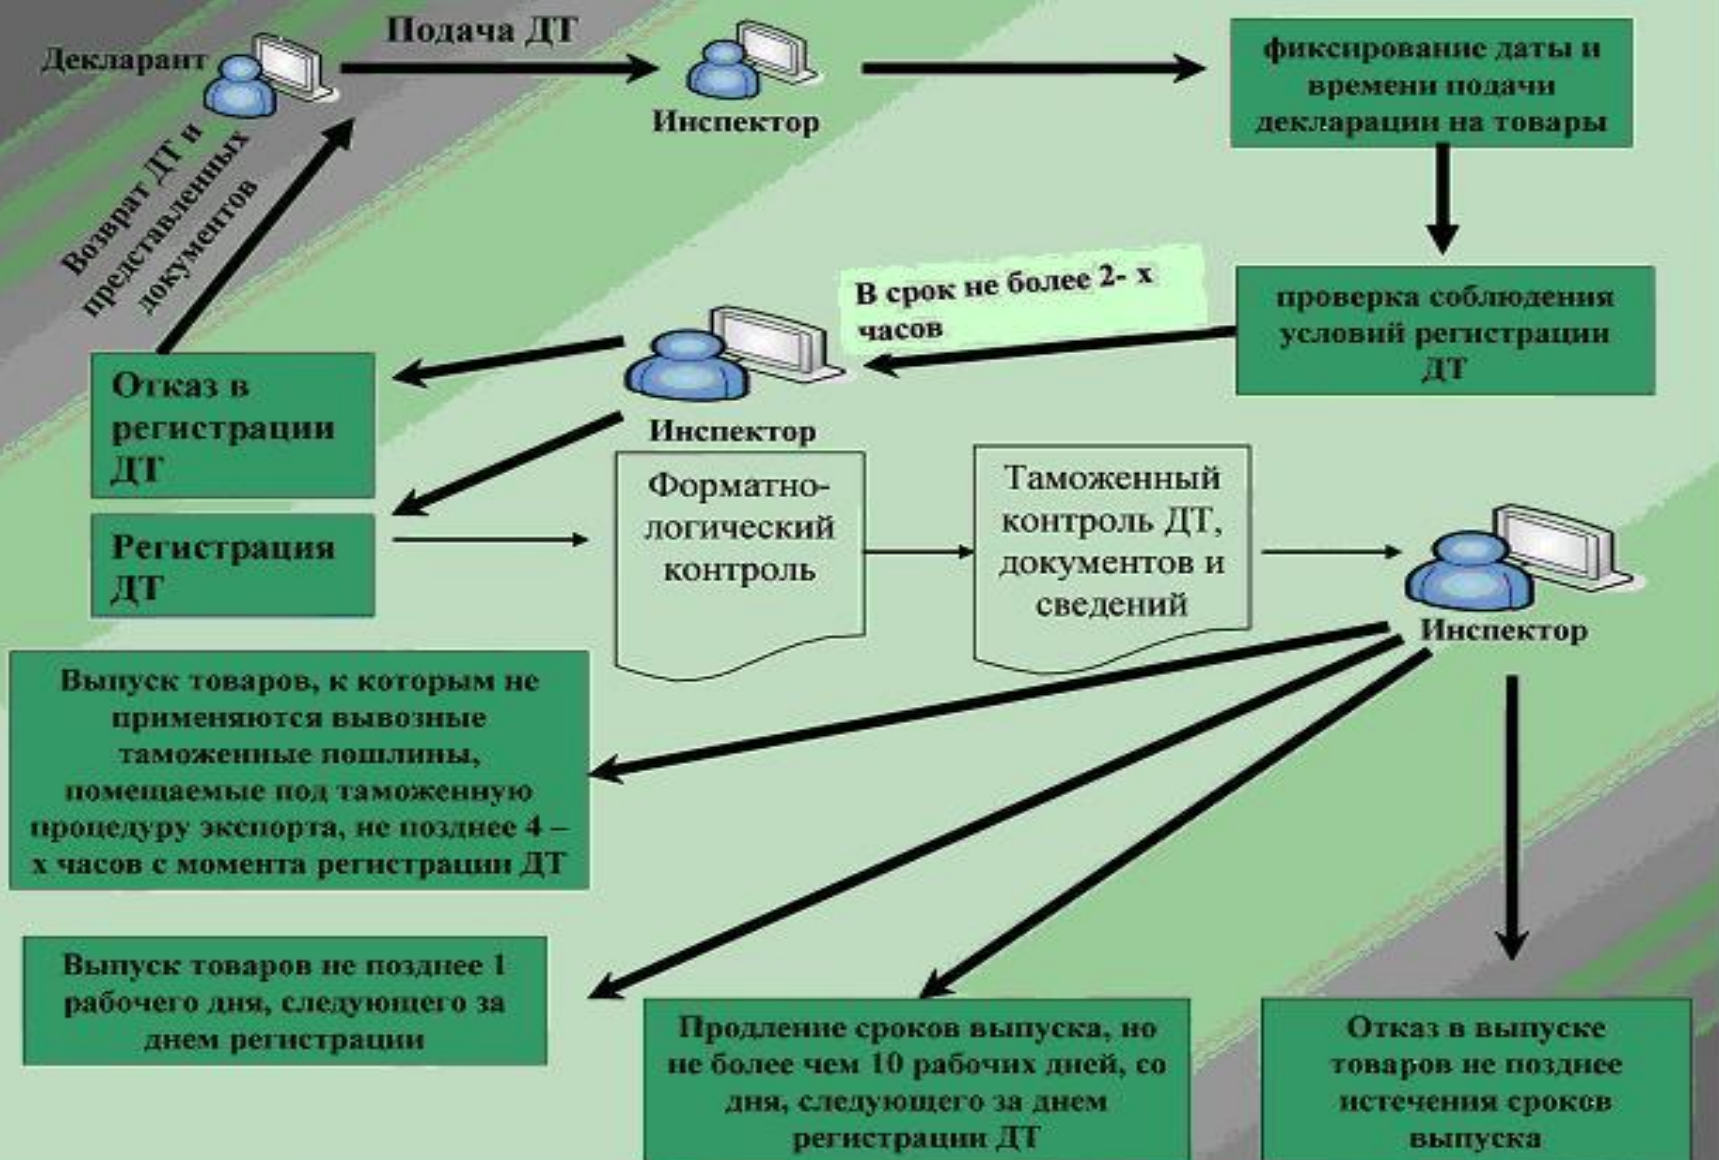 Декларант
Подача ДТ
Инспектор
фиксирование даты и
времени подачи
декларации на товары
Возврат ДТ и
представленных
документов
В срок не более 2- х
часов
проверка соблюдения
условий регистрации
ДТ
Инспектор
Отказ в
регистрации
ДТ
Регистрация
ДТ
Форматно-
логический
контроль
Таможенный
контроль ДТ,
документов и
сведений
Инспектор
Выпуск товаров, к которым не
применяются вывозные
таможенные пошлины,
помещаемые под таможенную
процедуру экспорта, не позднее 4 –
х часов с момента регистрации ДТ
Выпуск товаров не позднее 1
рабочего дня, следующего за
днем регистрации
Продление сроков выпуска, но
не более чем 10 рабочих дней, со
дня, следующего за днем
регистрации ДТ
Отказ в выпуске
товаров не позднее
истечения сроков
выпуска